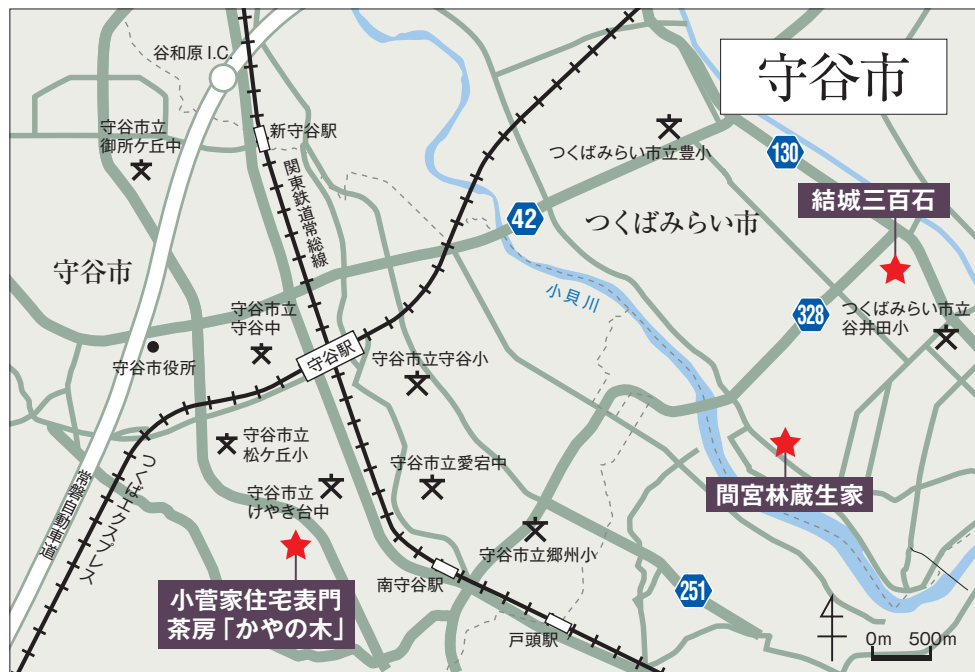 守谷市
谷和原 I.C.
守谷市立
御所ケ丘中
新守谷駅
関東鉄道常総線
つくばみらい市立豊小
130
結城三百石
42
つくばみらい市
守谷市
小貝川
328
つくばみらい市立
谷井田小
守谷市立
守谷中
守谷市役所
守谷駅
守谷市立守谷小
守谷市立
松ケ丘小
守谷市立愛宕中
間宮林蔵生家
常磐自動車道
つくばエクスプレス
守谷市立
けやき台中
守谷市立郷州小
南守谷駅
251
小菅家住宅表門
茶房「かやの木」
戸頭駅
0m 500m